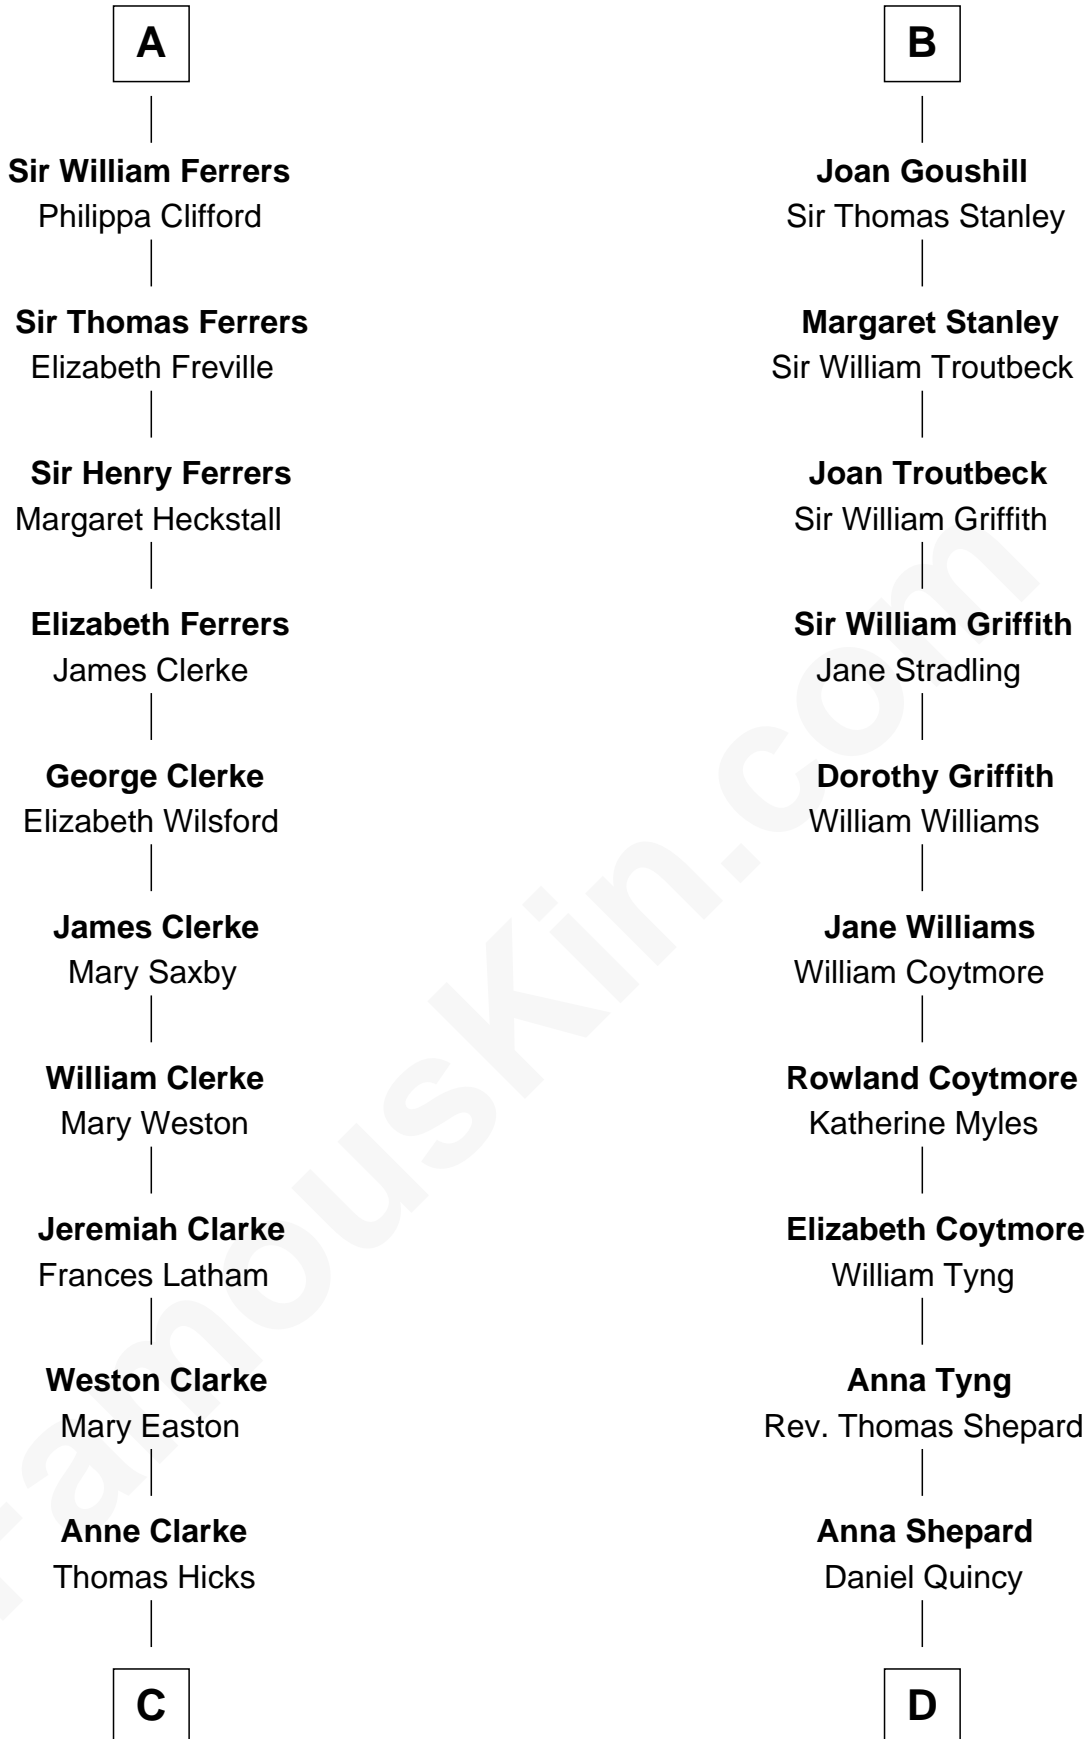 A
Sir William Ferrers
Philippa Clifford
Sir Thomas Ferrers
Elizabeth Freville
Sir Henry Ferrers
Margaret Heckstall
Elizabeth Ferrers
James Clerke
George Clerke
Elizabeth Wilsford
James Clerke
Mary Saxby
William Clerke
Mary Weston
Jeremiah Clarke
Frances Latham
Weston Clarke
Mary Easton
Anne Clarke
Thomas Hicks
C
B
Joan Goushill
Sir Thomas Stanley
Margaret Stanley
Sir William Troutbeck
Joan Troutbeck
Sir William Griffith
Sir William Griffith
Jane Stradling
Dorothy Griffith
William Williams
Jane Williams
William Coytmore
Rowland Coytmore
Katherine Myles
Elizabeth Coytmore
William Tyng
Anna Tyng
Rev. Thomas Shepard
Anna Shepard
Daniel Quincy
D
FamousKin.com